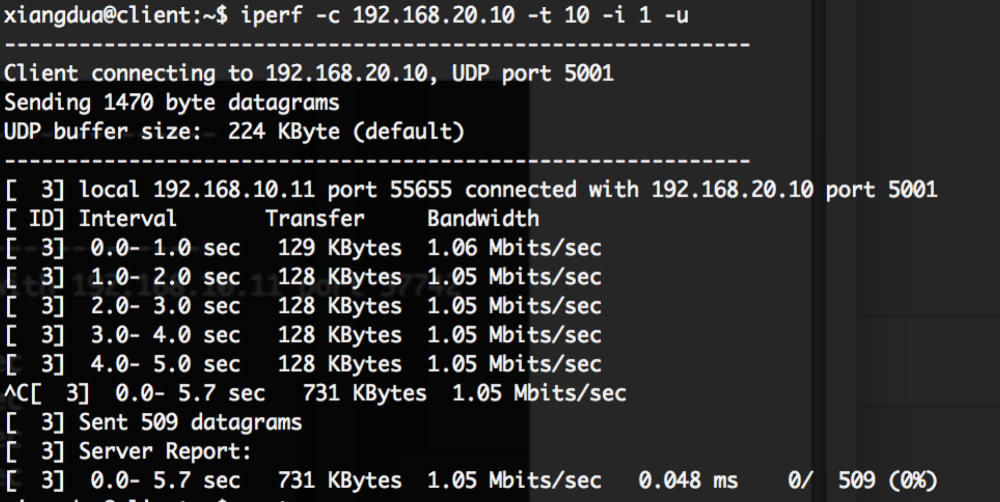 xiangdua@client:~$ iperf -c 192.168.20.10 -t 10 -i 1 -u
------------------------------------------------------------
Client connecting to 192.168.20.10, UDP port 5001
Sending 1470 byte datagrams
UDP buffer size:  224 KByte (default)
------------------------------------------------------------
[  3] local 192.168.10.11 port 55655 connected with 192.168.20.10 port 5001
[ ID] Interval       Transfer     Bandwidth
[  3]  0.0- 1.0 sec   129 KBytes  1.06 Mbits/sec
[  3]  1.0- 2.0 sec   128 KBytes  1.05 Mbits/sec
[  3]  2.0- 3.0 sec   128 KBytes  1.05 Mbits/sec
[  3]  3.0- 4.0 sec   128 KBytes  1.05 Mbits/sec
[  3]  4.0- 5.0 sec   128 KBytes  1.05 Mbits/sec
^C[  3]  0.0- 5.7 sec   731 KBytes  1.05 Mbits/sec
[  3] Sent 509 datagrams
[  3] Server Report:
[  3]  0.0- 5.7 sec   731 KBytes  1.05 Mbits/sec   0.048 ms    0/  509 (0%)